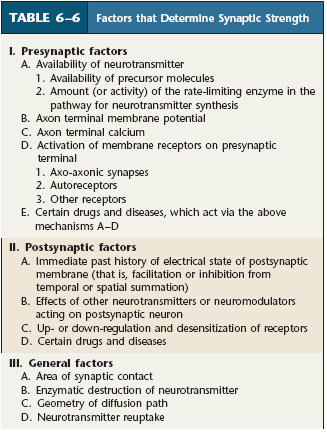 TABLE 6–6 Factors that Determine Synaptic Strength
I. Presynaptic factors
A. Availability of neurotransmitter
1. Availability of precursor molecules
2. Amount (or activity) of the rate-limiting enzyme in the
pathway for neurotransmitter synthesis
B. Axon terminal membrane potential
C. Axon terminal calcium
D. Activation of membrane receptors on presynaptic
terminal
1. Axo-axonic synapses
2. Autoreceptors
3. Other receptors
E. Certain drugs and diseases, which act via the above
mechanisms A–D
II. Postsynaptic factors
A. Immediate past history of electrical state of postsynaptic
membrane (that is, facilitation or inhibition from
temporal or spatial summation)
B. Effects of other neurotransmitters or neuromodulators
acting on postsynaptic neuron
C. Up- or down-regulation and desensitization of receptors
D. Certain drugs and diseases
III. General factors
A. Area of synaptic contact
B. Enzymatic destruction of neurotransmitter
C. Geometry of diffusion path
D. Neurotransmitter reuptake